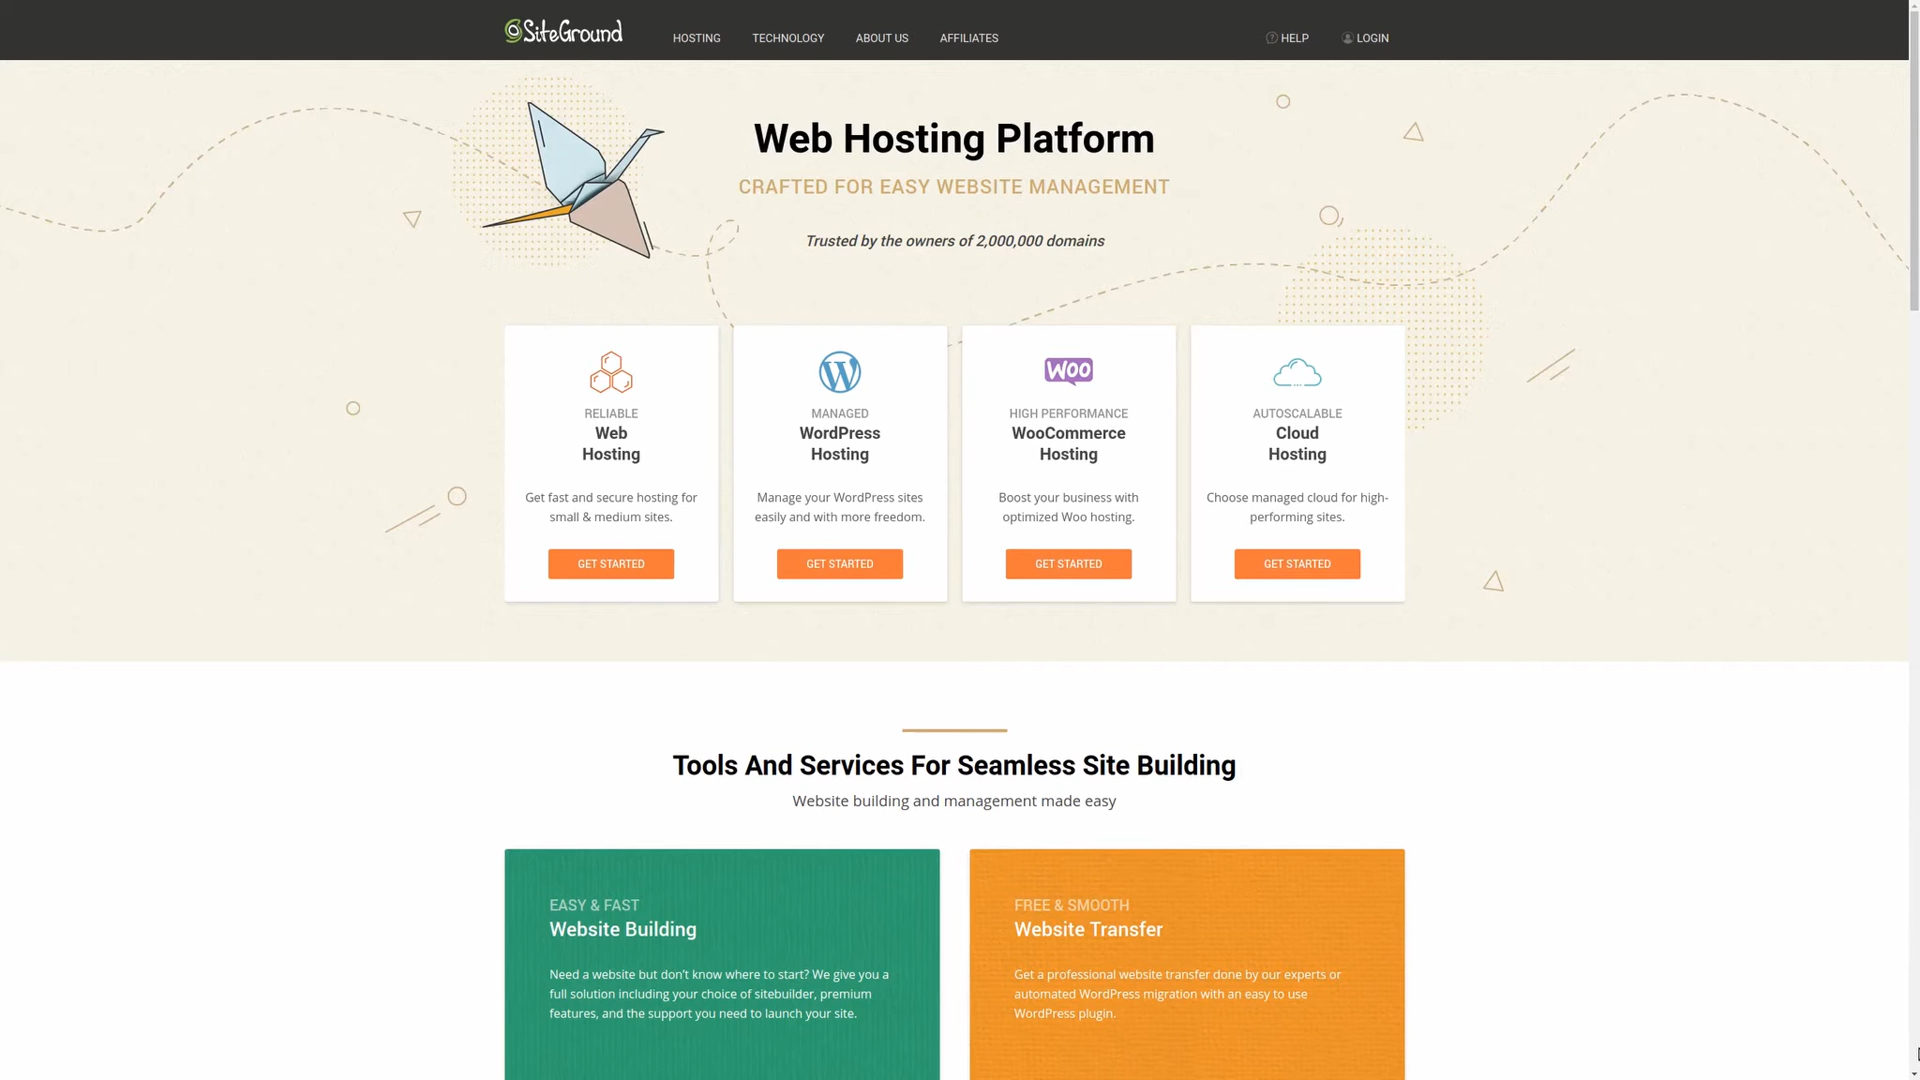 SiteGround
HOSTING
TECHNOLOGY
ABOUT US
AFFILIATES
HELP
LOGIN
Web Hosting Platform
CRAFTED FOR EASY WEBSITE MANAGEMENT
Trusted by the owners of 2,000,000 domains
RELIABLE
Web
Hosting
Get fast and secure hosting for
small & medium sites.
GET STARTED
MANAGED
WordPress
Hosting
Manage your WordPress sites
easily and with more freedom.
GET STARTED
WOO
HIGH PERFORMANCE
WooCommerce
Hosting
Boost your business with
optimized Woo hosting.
GET STARTED
AUTOSCALABLE
Cloud
Hosting
Choose managed cloud for high-
performing sites.
GET STARTED
Tools And Services For Seamless Site Building
Website building and management made easy
EASY & FAST
Website Building
Need a website but don't know where to start? We give you a
full solution including your choice of sitebuilder, premium
features, and the support you need to launch your site.
FREE & SMOOTH
Website Transfer
Get a professional website transfer done by our experts or
automated WordPress migration with an easy to use
WordPress plugin.